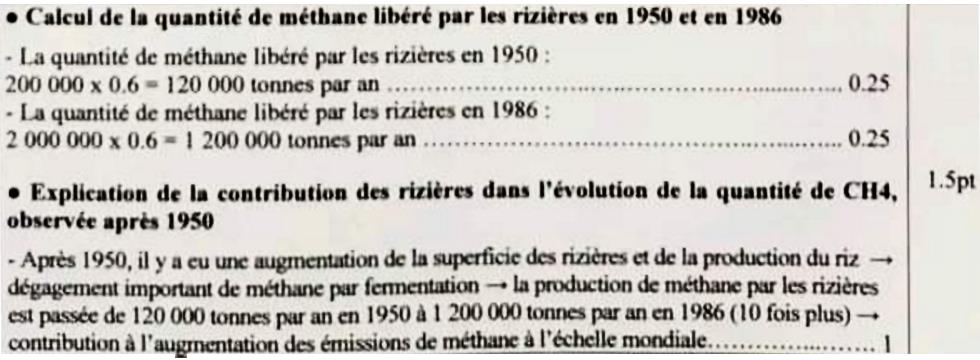 • Calcul de la quantité de méthane libéré par les rizières en 1950 et en 1986
- La quantité de méthane libéré par les rizières en 1950 :
200 000 x 0.6 = 120 000 tonnes par an ........................................ 0.25
- La quantité de méthane libéré par les rizières en 1986 :
2 000 000 x 0.6 = 1 200 000 tonnes par an ........................................ 0.25
• Explication de la contribution des rizières dans l'évolution de la quantité de CH4,
observée après 1950
1.5pt
- Après 1950, il y a eu une augmentation de la superficie des rizières et de la production du riz →
dégagement important de méthane par fermentation → la production de méthane par les rizières
est passée de 120 000 tonnes par an en 1950 à 1 200 000 tonnes par an en 1986 (10 fois plus) →
contribution à l'augmentation des émissions de méthane à l'échelle mondiale.................... 1